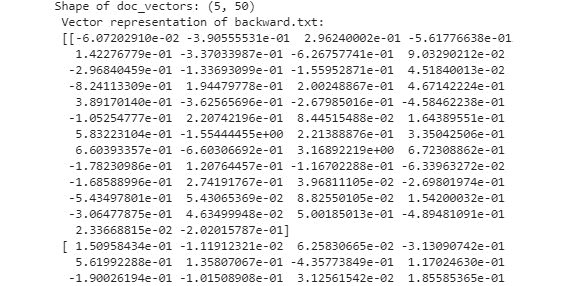 Shape of doc_vectors: (5, 50)
Vector representation of backward.txt:
[[-6.07202910e-02 -3.90555531e-01  2.96240002e-01 -5.61776638e-01
1.42276779e-01 -3.37033987e-01 -6.26757741e-01  9.03290212e-02
-2.96840459e-01 -1.33693099e-01 -1.55952871e-01  4.51840013e-02
-8.24113309e-01  1.94479778e-01  2.00248867e-01  4.67142224e-01
3.89170140e-01 -3.62565696e-01 -2.67985016e-01 -4.58462238e-01
-1.05254777e-01  2.20742196e-01  8.44515488e-02  1.64389551e-01
5.83223104e-01 -1.55444455e+00  2.21388876e-01  3.35042506e-01
6.60393357e-01 -6.60306692e-01  3.16892219e+00  6.72308862e-01
-1.78230986e-01  1.20764457e-01 -1.16702288e-01 -6.33963272e-02
-1.68588996e-01  2.74191767e-01  3.96811105e-02 -2.69801974e-01
-5.43497801e-01  5.43065369e-02  8.82550105e-02  1.54200032e-01
-3.06477875e-01  4.63499948e-02  5.00185013e-01 -4.89481091e-01
2.33668815e-02 -2.02015787e-01]
[ 1.50958434e-01 -1.11912321e-02  6.25830665e-02 -3.13090742e-01
5.61992288e-01  1.35807067e-01 -4.35773849e-01  1.17024630e-01
-1.90026194e-01 -1.01508908e-01  3.12561542e-02  1.85585365e-01